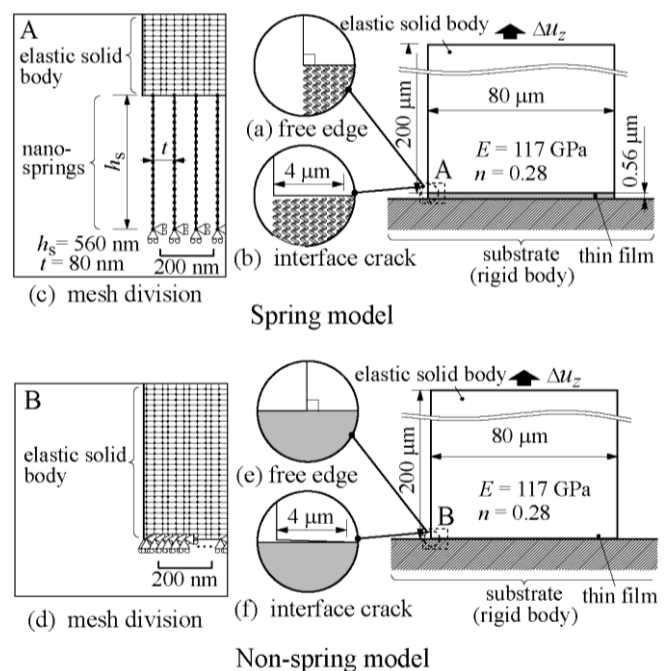 A
elastic solid
body
nano-
springs
hₛ
t
hₛ= 560 nm
t = 80 nm
200 nm
(c) mesh division
(a) free edge
4 µm
(b) interface crack
elastic solid body
Δu_z
200 µm
80 µm
E = 117 GPa
n = 0.28
0.56 µm
A
substrate
(rigid body)
thin film
Spring model
B
elastic solid
body
200 nm
(d) mesh division
(e) free edge
4 µm
(f) interface crack
elastic solid body
Δu_z
200 µm
80 µm
E = 117 GPa
n = 0.28
B
substrate
(rigid body)
thin film
Non-spring model